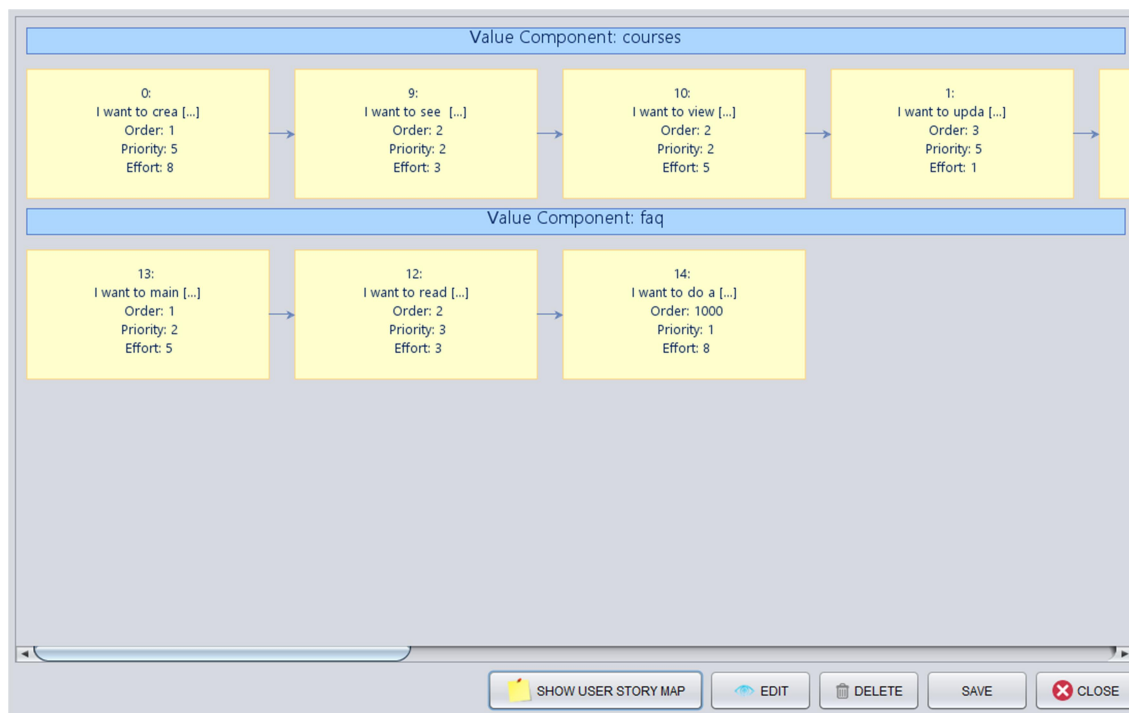 Value Component: courses
0:
I want to crea [...]
Order: 1
Priority: 5
Effort: 8
9:
I want to see  [...]
Order: 2
Priority: 2
Effort: 3
10:
I want to view [...]
Order: 2
Priority: 2
Effort: 5
1:
I want to upda [...]
Order: 3
Priority: 5
Effort: 1
Value Component: faq
13:
I want to main [...]
Order: 1
Priority: 2
Effort: 5
12:
I want to read [...]
Order: 2
Priority: 3
Effort: 3
14:
I want to do a [...]
Order: 1000
Priority: 1
Effort: 8
SHOW USER STORY MAP
EDIT
DELETE
SAVE
CLOSE